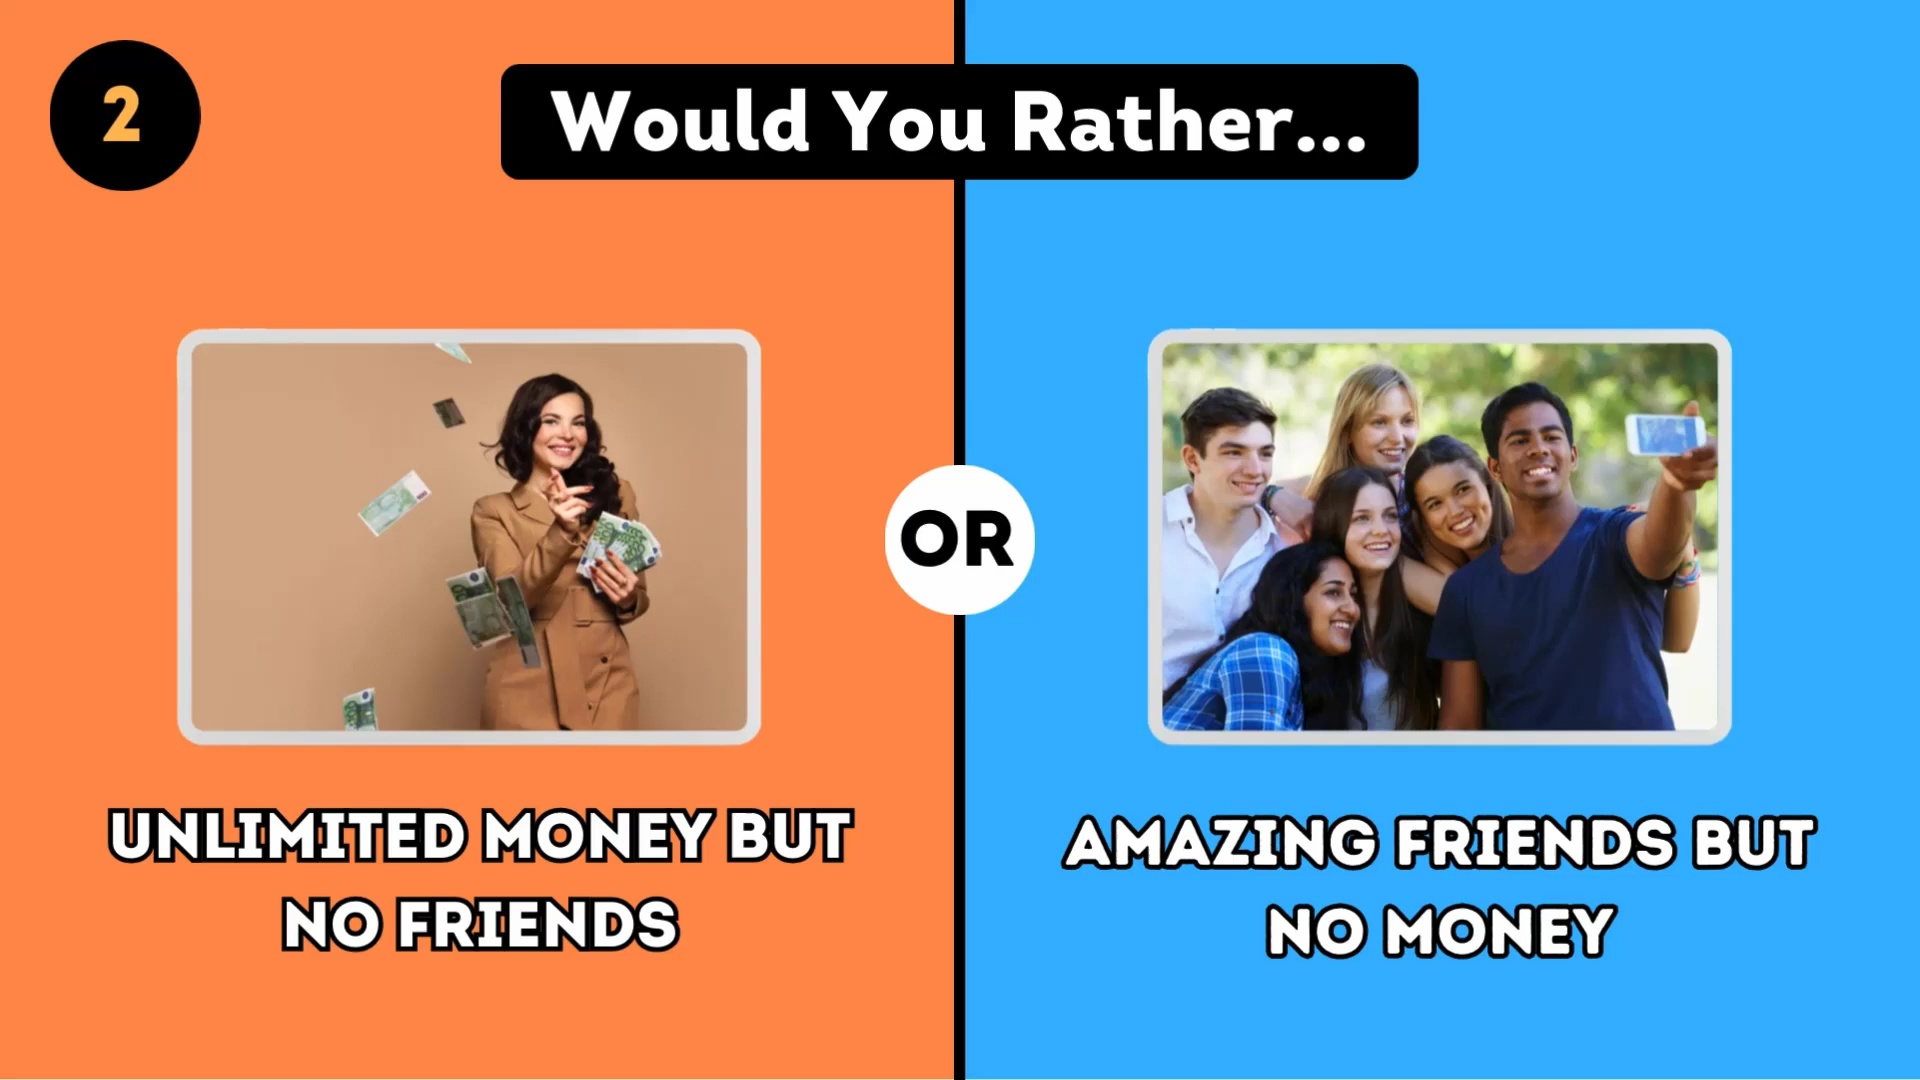 2
Would You Rather...
OR
UNLIMITED MONEY BUT
NO FRIENDS
AMAZING FRIENDS BUT
NO MONEY